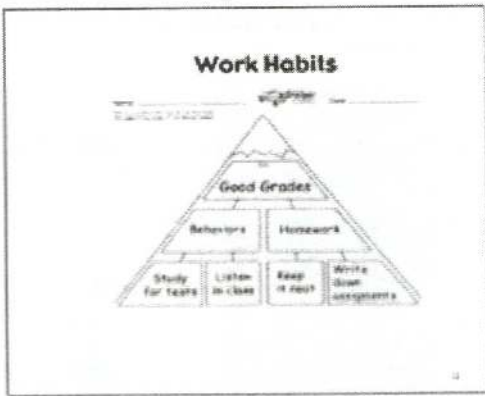 Work Habits
Good Grades
Behaviors
Homework
Study
for tests
Listen
in class
Keep
it neat
Write
down
assignments